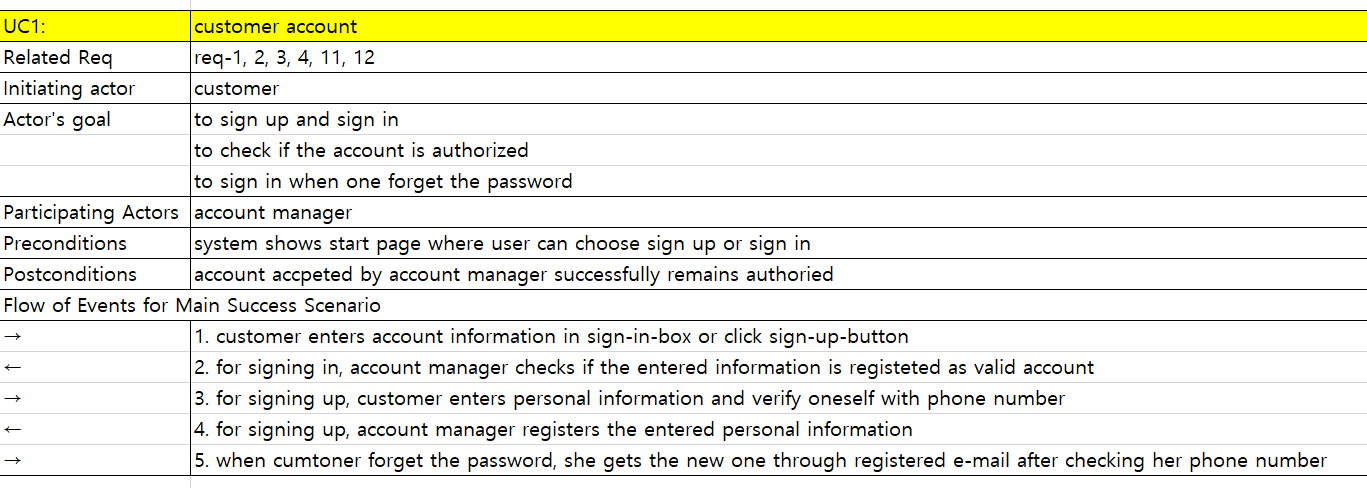 UC1: customer account
Related Req req-1, 2, 3, 4, 11, 12
Initiating actor customer
Actor's goal to sign up and sign in
to check if the account is authorized
to sign in when one forget the password
Participating Actors account manager
Preconditions system shows start page where user can choose sign up or sign in
Postconditions account accpeted by account manager successfully remains authoried
Flow of Events for Main Success Scenario
→ 1. customer enters account information in sign-in-box or click sign-up-button
← 2. for signing in, account manager checks if the entered information is registeted as valid account
→ 3. for signing up, customer enters personal information and verify oneself with phone number
← 4. for signing up, account manager registers the entered personal information
→ 5. when cumtoner forget the password, she gets the new one through registered e-mail after checking her phone number